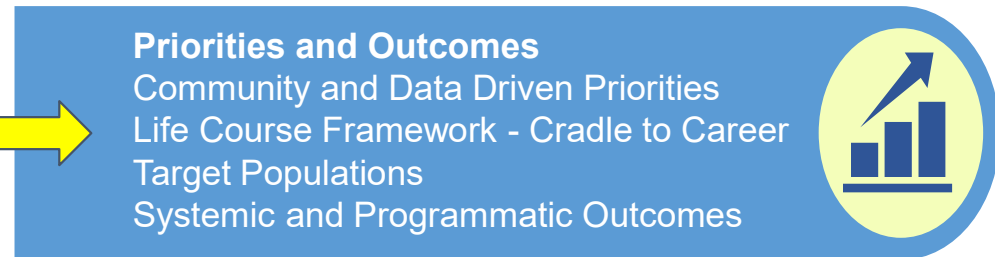 Priorities and Outcomes
Community and Data Driven Priorities
Life Course Framework - Cradle to Career
Target Populations
Systemic and Programmatic Outcomes